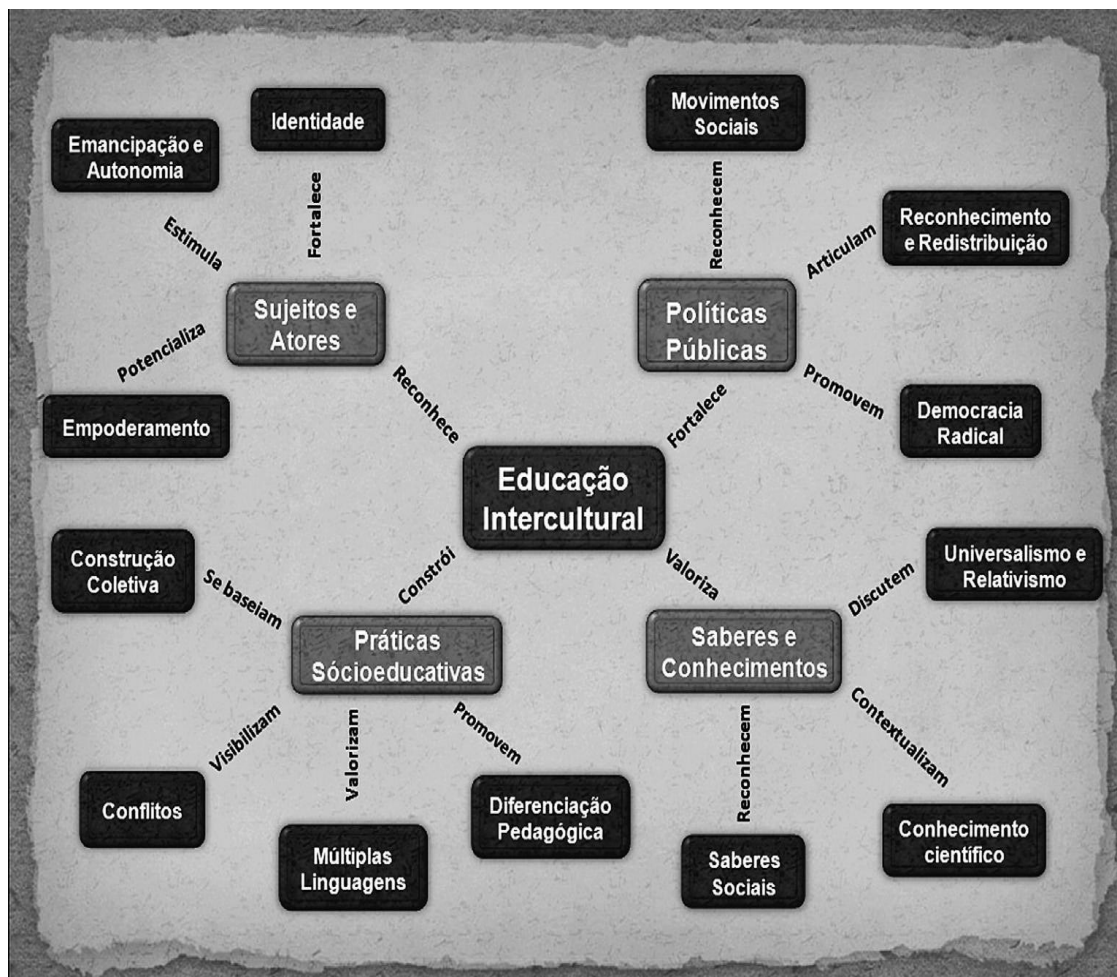 Identidade
Emancipação e
Autonomia
Estimula
Fortalece
Sujeitos e
Atores
Potencializa
Empoderamento
Reconhece
Movimentos
Sociais
Reconhecem
Reconhecimento
e Redistribuição
Articulam
Políticas
Públicas
Promovem
Democracia
Radical
Fortalece
Educação
Intercultural
Construção
Coletiva
Se baseiam
Constrói
Práticas
Sócioeducativas
Visibilizam
Conflitos
Valorizam
Múltiplas
Linguagens
Promovem
Diferenciação
Pedagógica
Valoriza
Saberes e
Conhecimentos
Discutem
Universalismo e
Relativismo
Reconhecem
Saberes
Sociais
Contextualizam
Conhecimento
científico